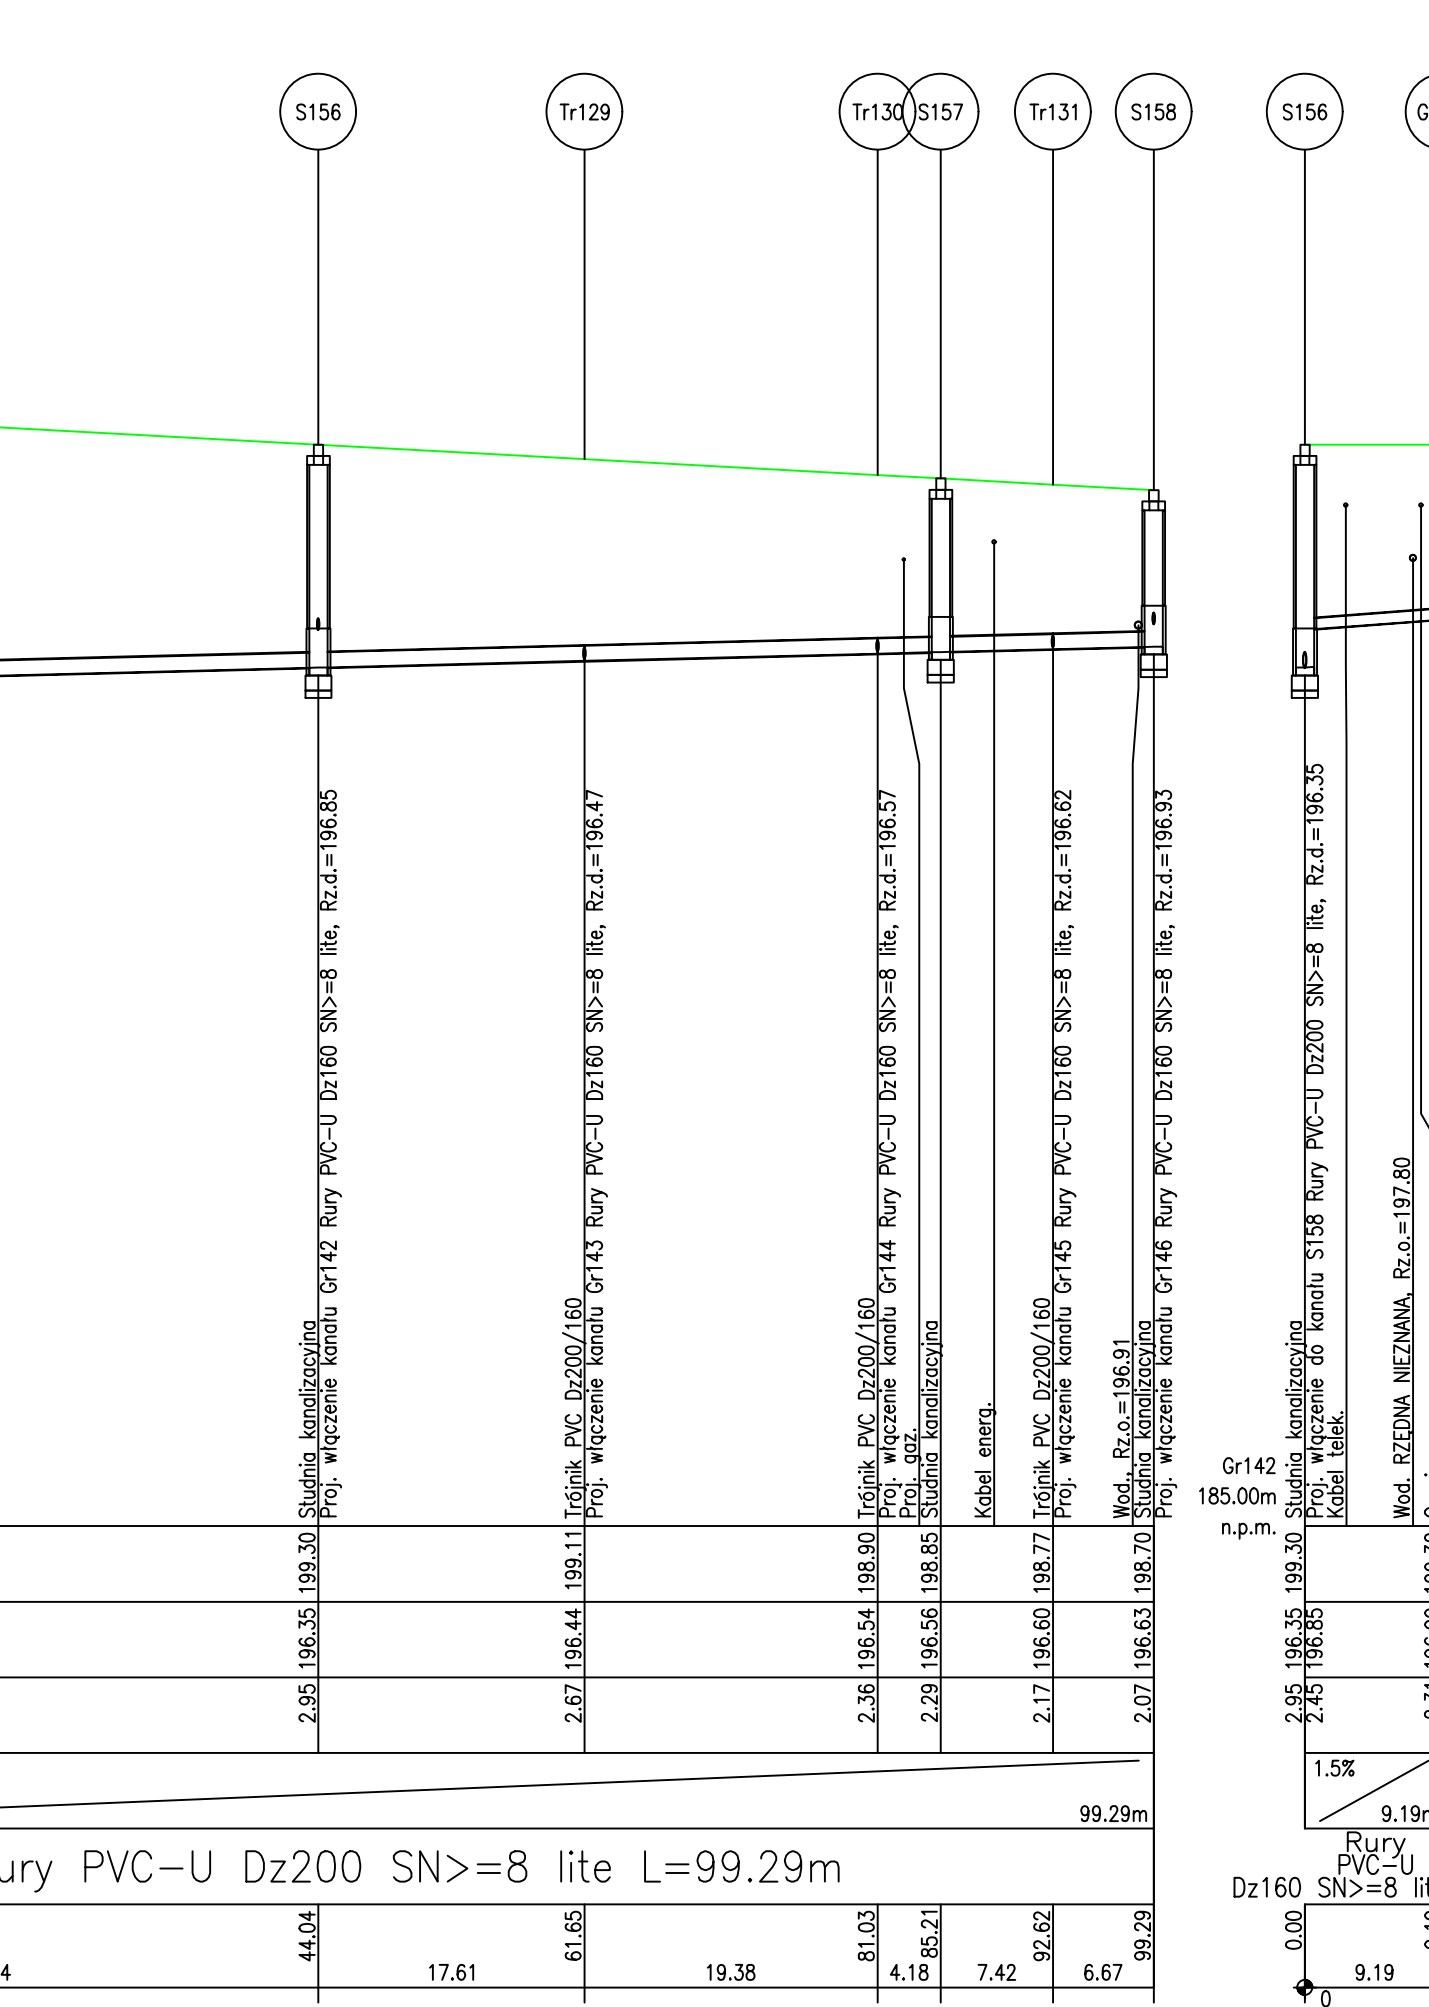 S156
Tr129
Tr130
S157
Tr131
S158
S156
Studnia kanalizacyjna
Proj. włączenie kanału Gr142 Rury PVC-U Dz160 SN>=8 lite, Rz.d.=196.85
Trójnik PVC Dz200/160
Proj. włączenie kanału Gr143 Rury PVC-U Dz160 SN>=8 lite, Rz.d.=196.47
Trójnik PVC Dz200/160
Proj. włączenie kanału Gr144 Rury PVC-U Dz160 SN>=8 lite, Rz.d.=196.57
Proj. gaz.
Studnia kanalizacyjna
Kabel energ.
Trójnik PVC Dz200/160
Proj. włączenie kanału Gr145 Rury PVC-U Dz160 SN>=8 lite, Rz.d.=196.62
Wod., Rz.o.=196.91
Studnia kanalizacyjna
Proj. włączenie kanału Gr146 Rury PVC-U Dz160 SN>=8 lite, Rz.d.=196.93
Studnia kanalizacyjna
Proj. włączenie do kanału S158 Rury PVC-U Dz200 SN>=8 lite, Rz.d.=196.35
Kabel telek.
Wod. RZĘDNA NIEZNANA, Rz.o.=197.80
Gr142
185.00m
n.p.m.
199.30
199.11
198.90
198.85
198.77
198.70
199.30
196.35
196.44
196.54
196.56
196.60
196.63
196.35
196.85
2.95
2.67
2.36
2.29
2.17
2.07
2.95
2.45
99.29m
1.5%
9.19m
ury PVC-U Dz200 SN>=8 lite L=99.29m
Rury
PVC-U
Dz160 SN>=8 lit
44.04
61.65
81.03
85.21
92.62
99.29
0.00
4
17.61
19.38
4.18
7.42
6.67
9.19
0